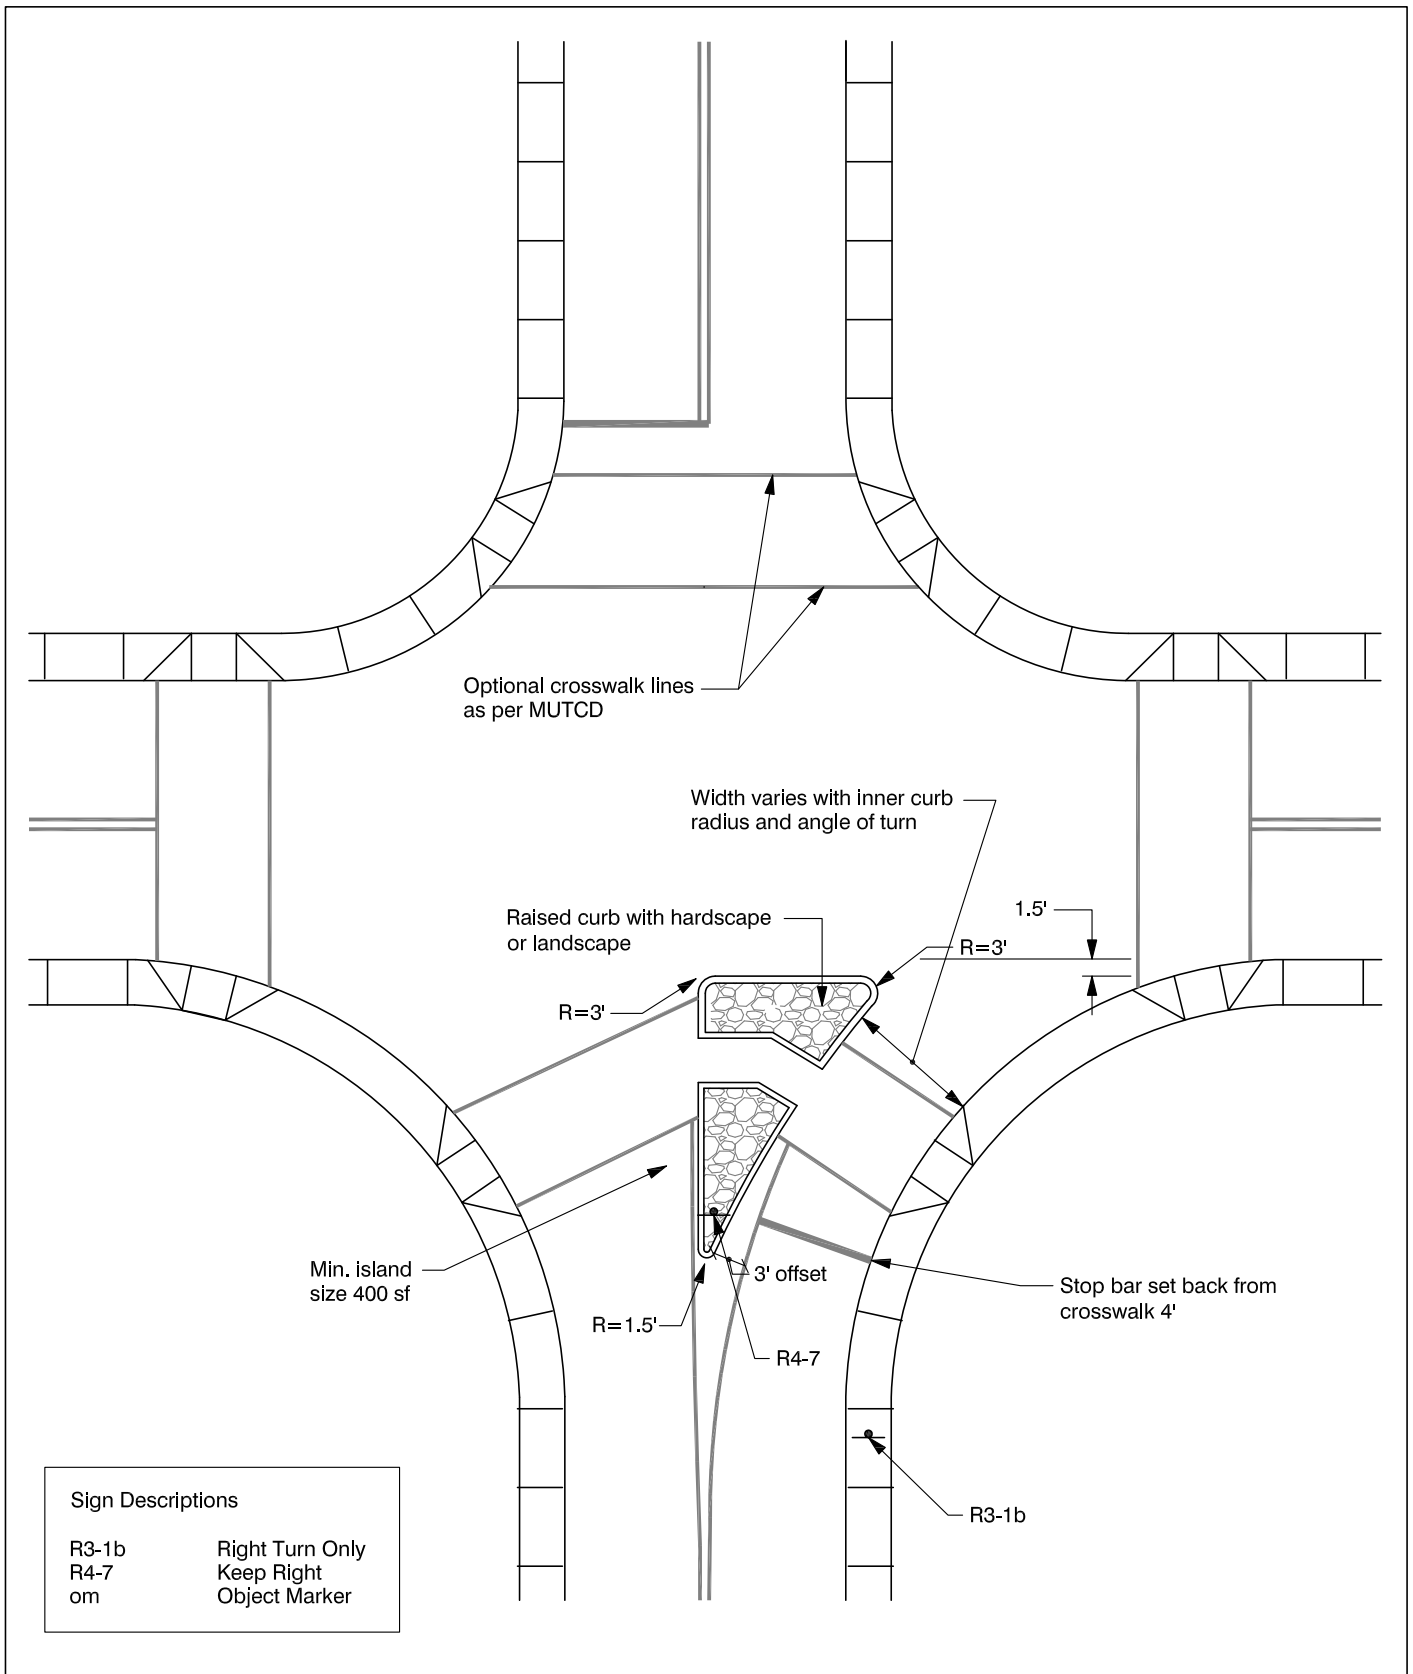 Optional crosswalk lines
as per MUTCD
Width varies with inner curb
radius and angle of turn
1.5'
Raised curb with hardscape
or landscape
R=3'
R=3'
Min. island
size 400 sf
3' offset
Stop bar set back from
crosswalk 4'
R=1.5'
R4-7
R3-1b
Sign Descriptions
R3-1b Right Turn Only
R4-7 Keep Right
om Object Marker